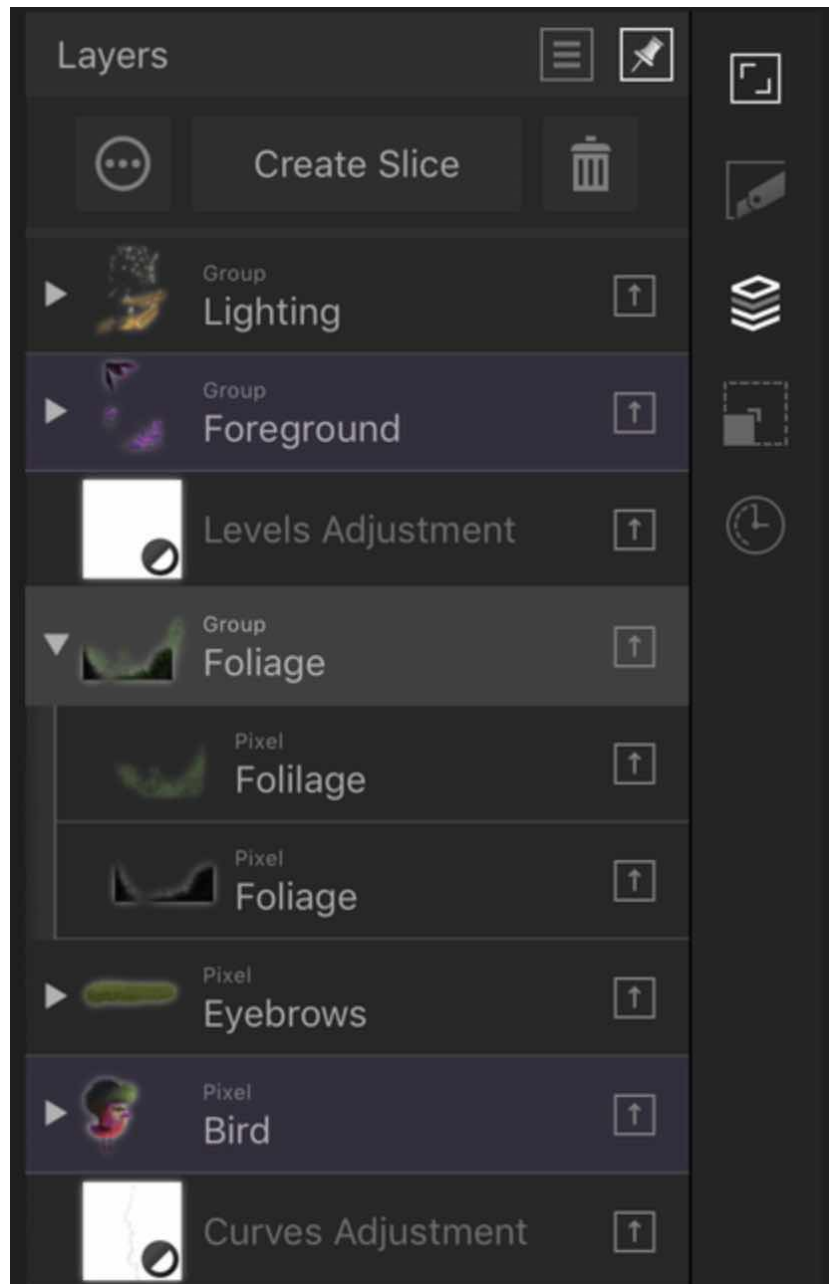 Layers
Create Slice
Group
Lighting
Group
Foreground
Levels Adjustment
Group
Foliage
Pixel
Folilage
Pixel
Foliage
Pixel
Eyebrows
Pixel
Bird
Curves Adjustment